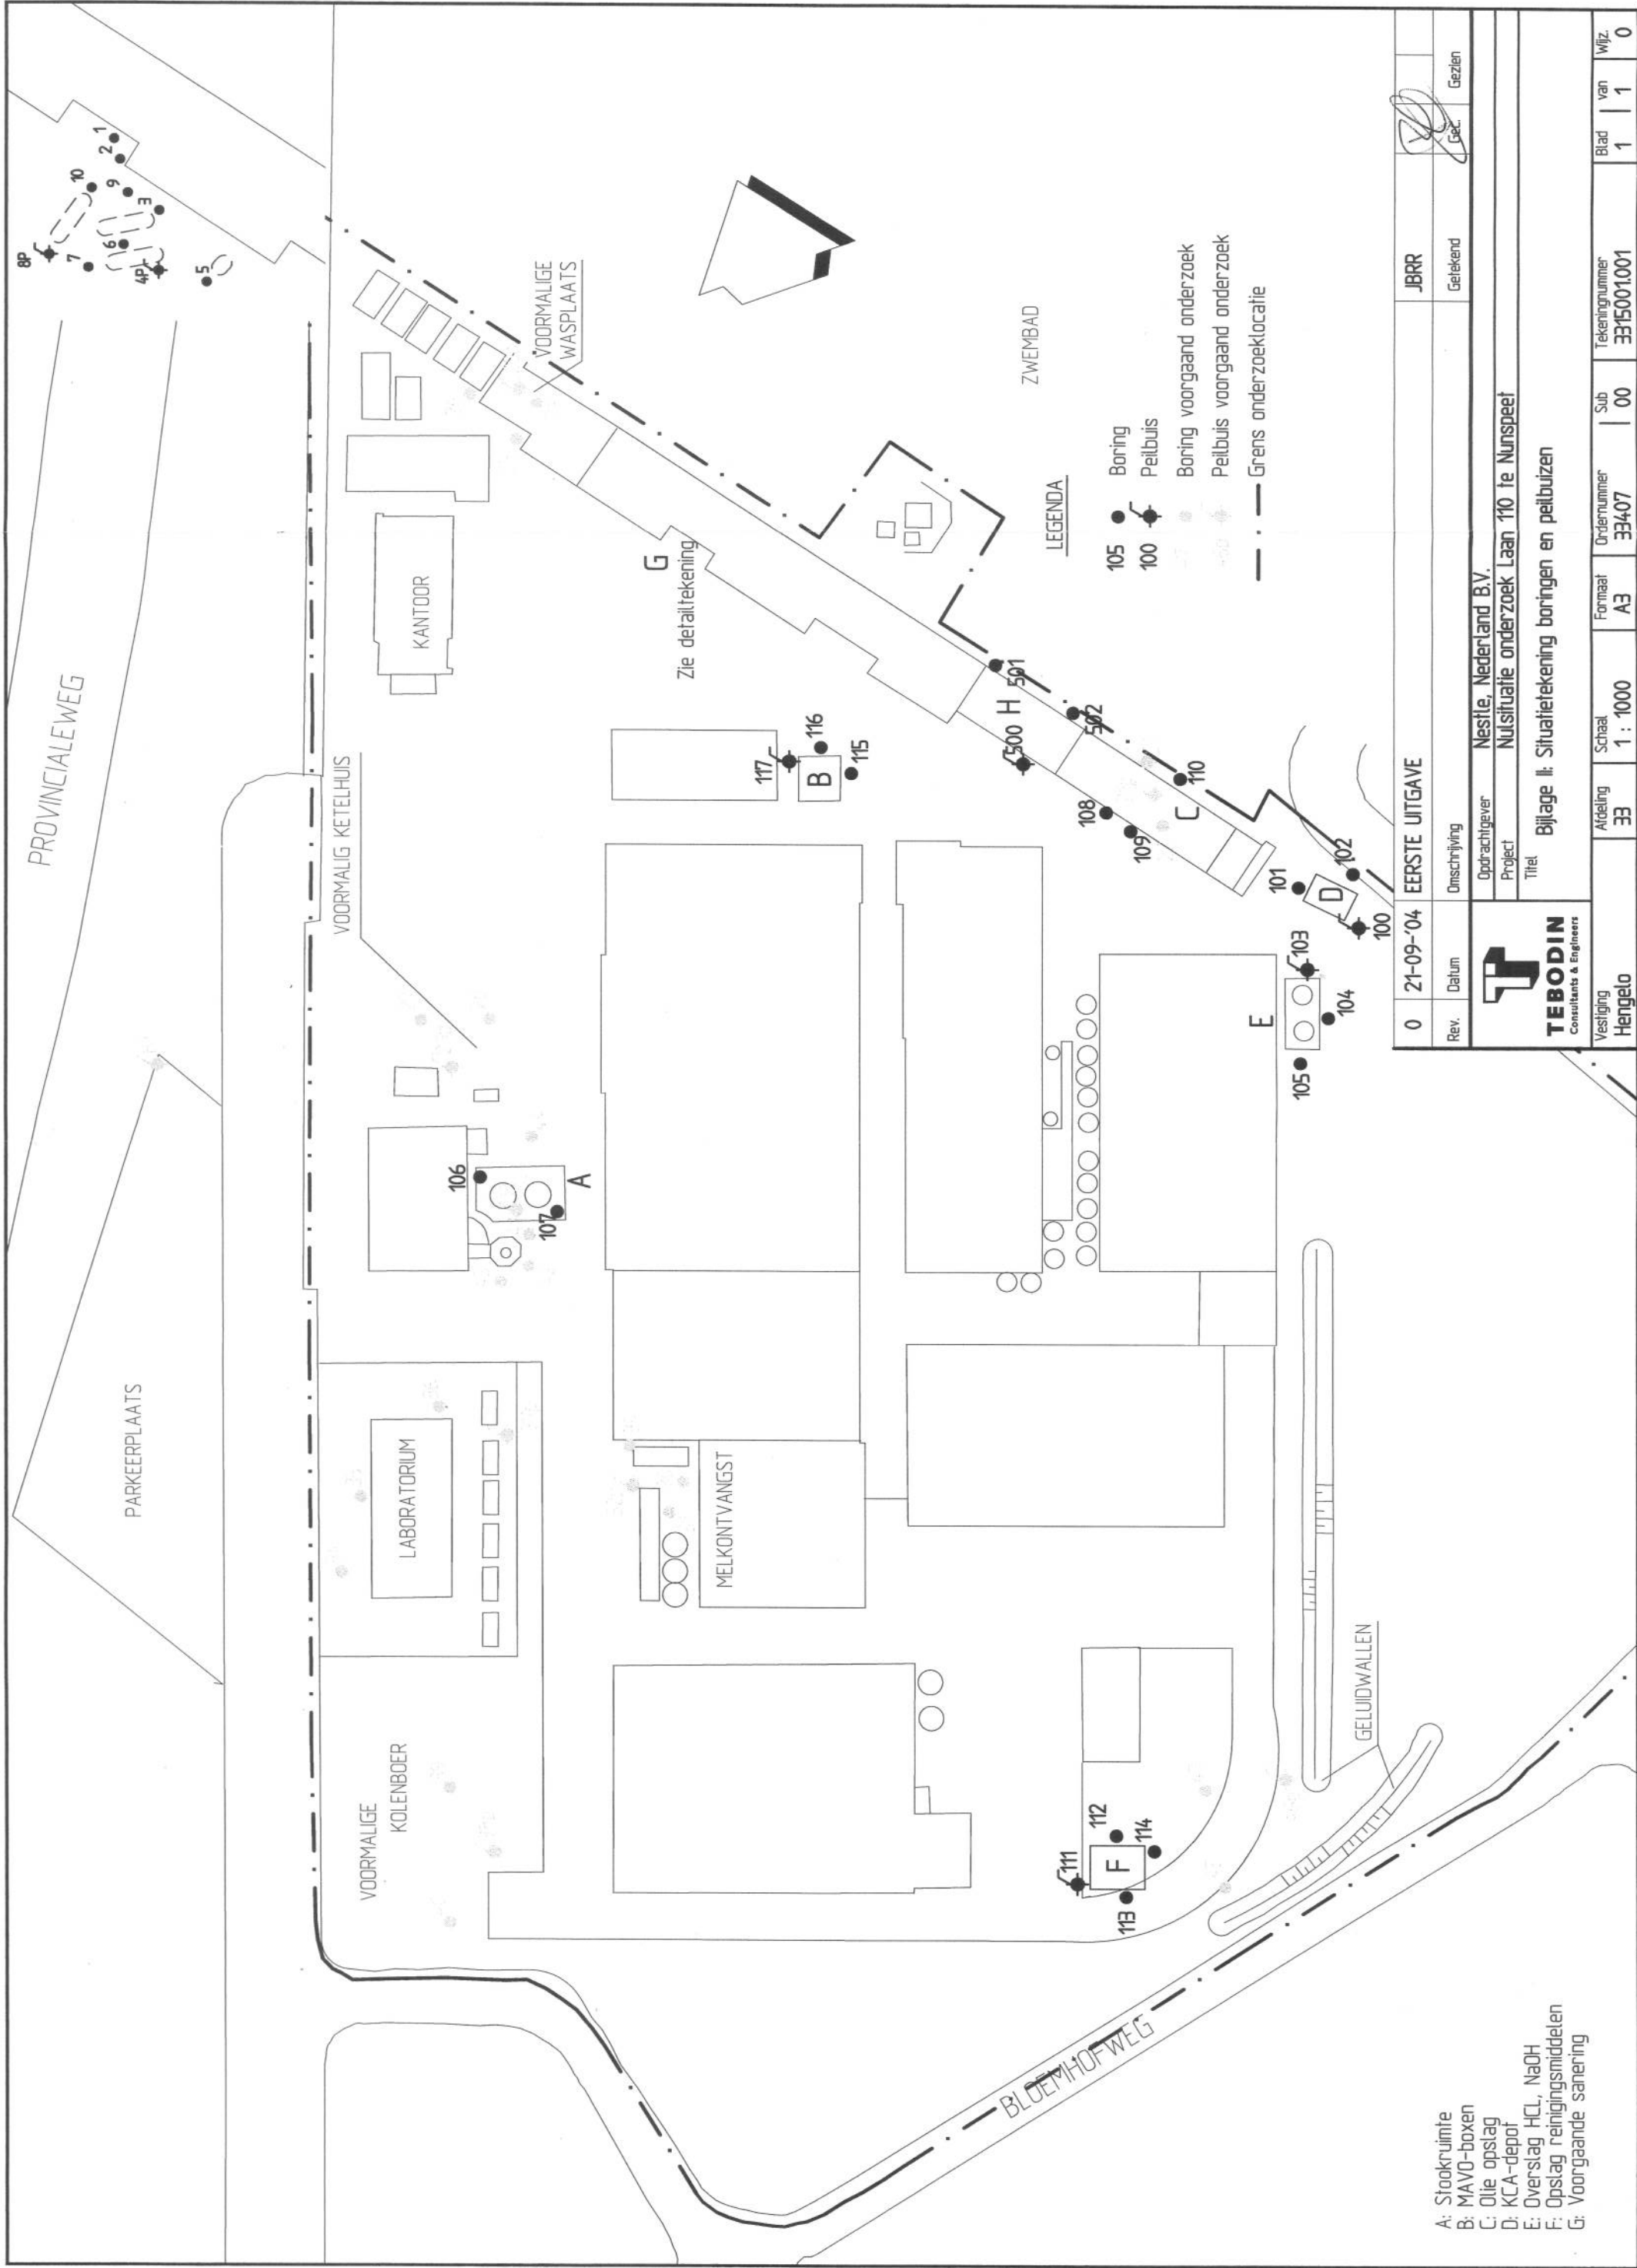 PROVINCIALEWEG
PARKEERPLAATS
VOORMALIG KETELHUIS
VOORMALIGE
KOLENBOER
LABORATORIUM
KANTOOR
VOORMALIGE
WASPLAATS
8P
7
10
6
9
2
1
4P
3
5
106
107
A
G
Zie detailtekening
MELKONTVANGST
117
B
116
115
ZWEMBAD
500
H
501
502
108
109
C
110
101
D
102
100
E
103
104
105
111
112
F
113
114
GELUIDWALLEN
BLOEMHOFWEG
LEGENDA
105 Boring
100 Peilbuis
Boring voorgaand onderzoek
Peilbuis voorgaand onderzoek
Grens onderzoeklocatie
A: Stookruimte
B: MAVO-boxen
C: Olie opslag
D: KCA-depot
E: Overslag HCL, NaOH
F: Opslag reinigingsmiddelen
G: Voorgaande sanering
0 21-09-'04 EERSTE UITGAVE JBRR
Rev. Datum Omschrijving Getekend Gec. Gezien
TEBODIN
Consultants & Engineers
Opdrachtgever Nestle, Nederland B.V.
Project Nulsituatie onderzoek Laan 110 te Nunspeet
Titel Bijlage II: Situatietekening boringen en peilbuizen
Vestiging Afdeling Schaal Formaat Ordernummer Sub Tekeningnummer Blad van Wijz.
Hengelo 33 1 : 1000 A3 33407 00 3315001.001 1 1 0